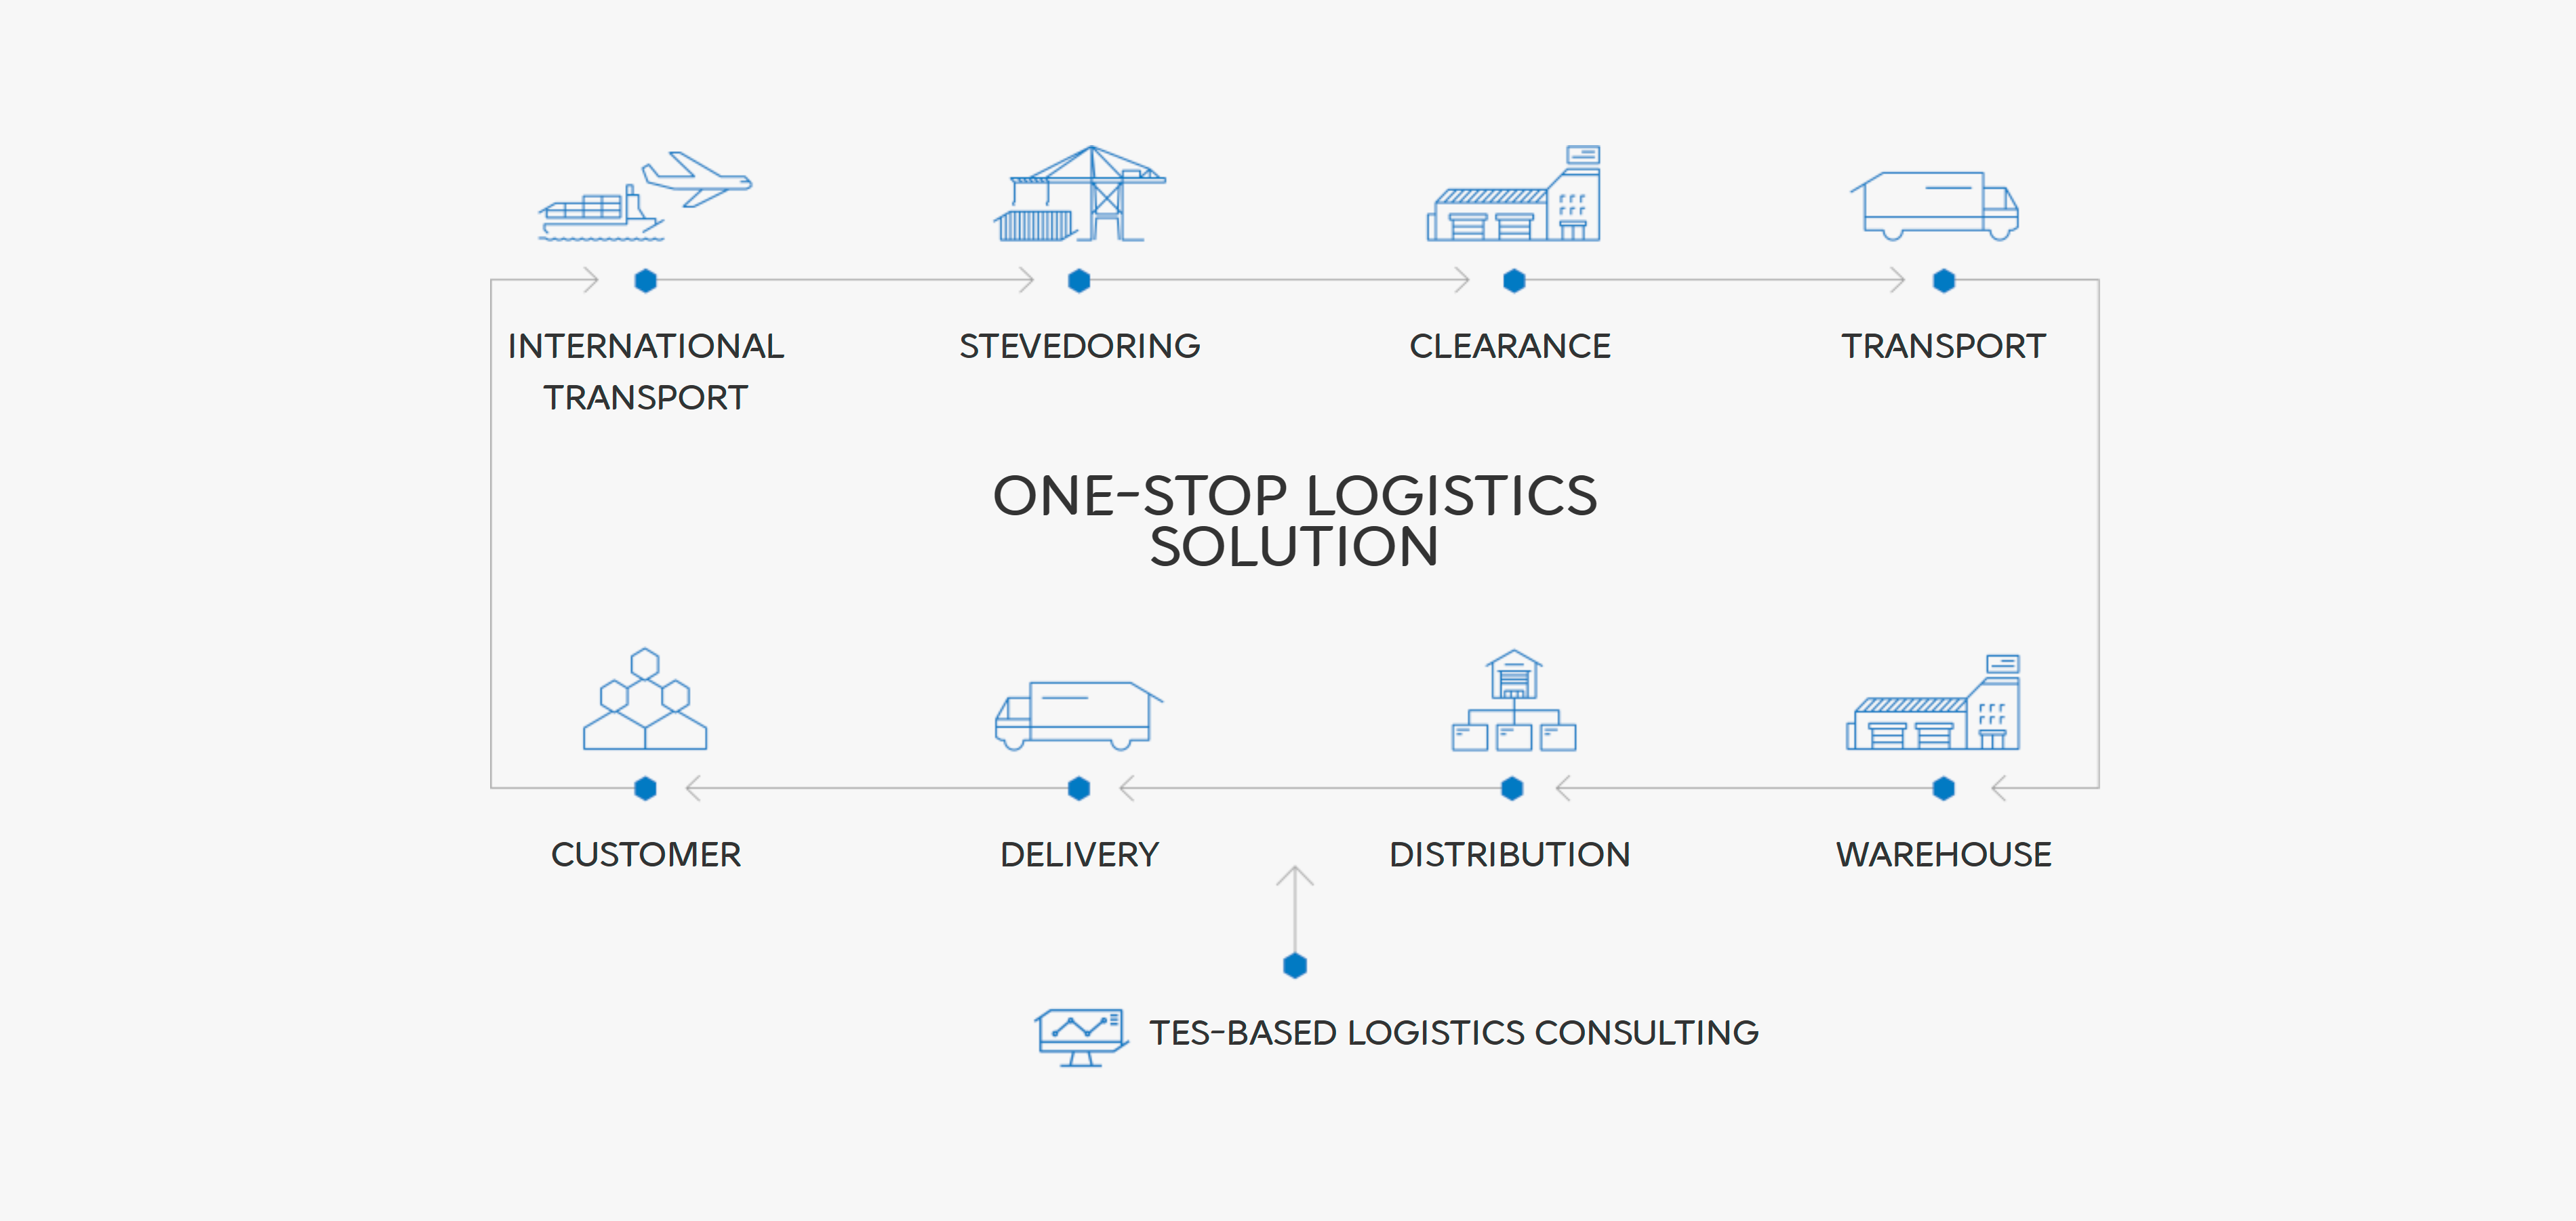 INTERNATIONAL
TRANSPORT
STEVEDORING
CLEARANCE
TRANSPORT
ONE-STOP LOGISTICS
SOLUTION
CUSTOMER
DELIVERY
DISTRIBUTION
WAREHOUSE
TES-BASED LOGISTICS CONSULTING